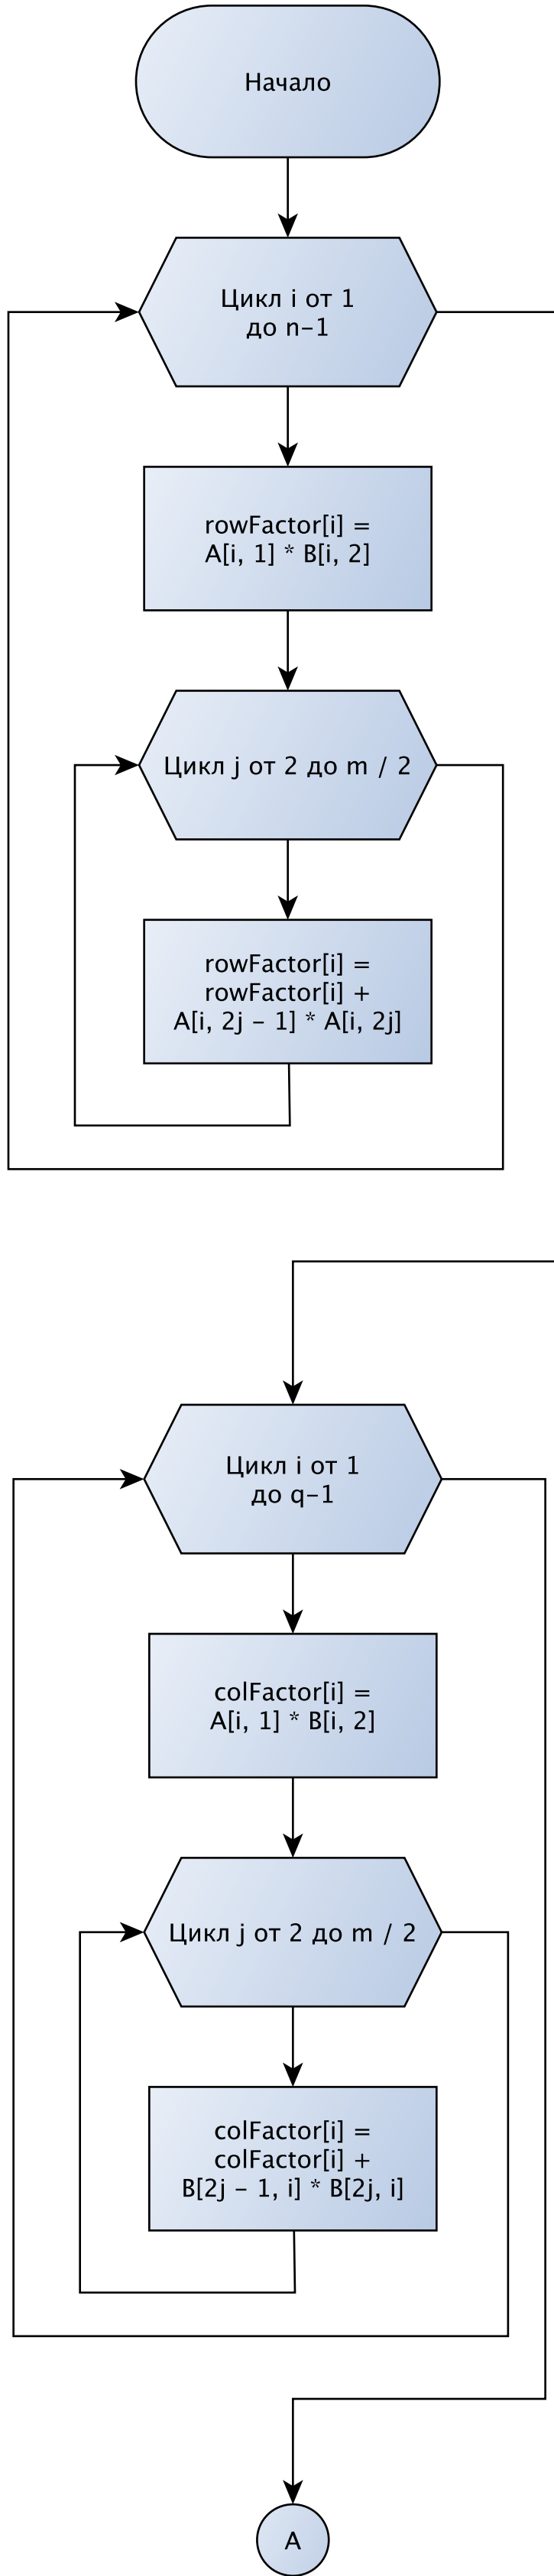 Начало
Цикл i от 1
до n-1
rowFactor[i] =
A[i, 1] * B[i, 2]
Цикл j от 2 до m / 2
rowFactor[i] =
rowFactor[i] +
A[i, 2j - 1] * A[i, 2j]
Цикл i от 1
до q-1
colFactor[i] =
A[i, 1] * B[i, 2]
Цикл j от 2 до m / 2
colFactor[i] =
colFactor[i] +
B[2j - 1, i] * B[2j, i]
A